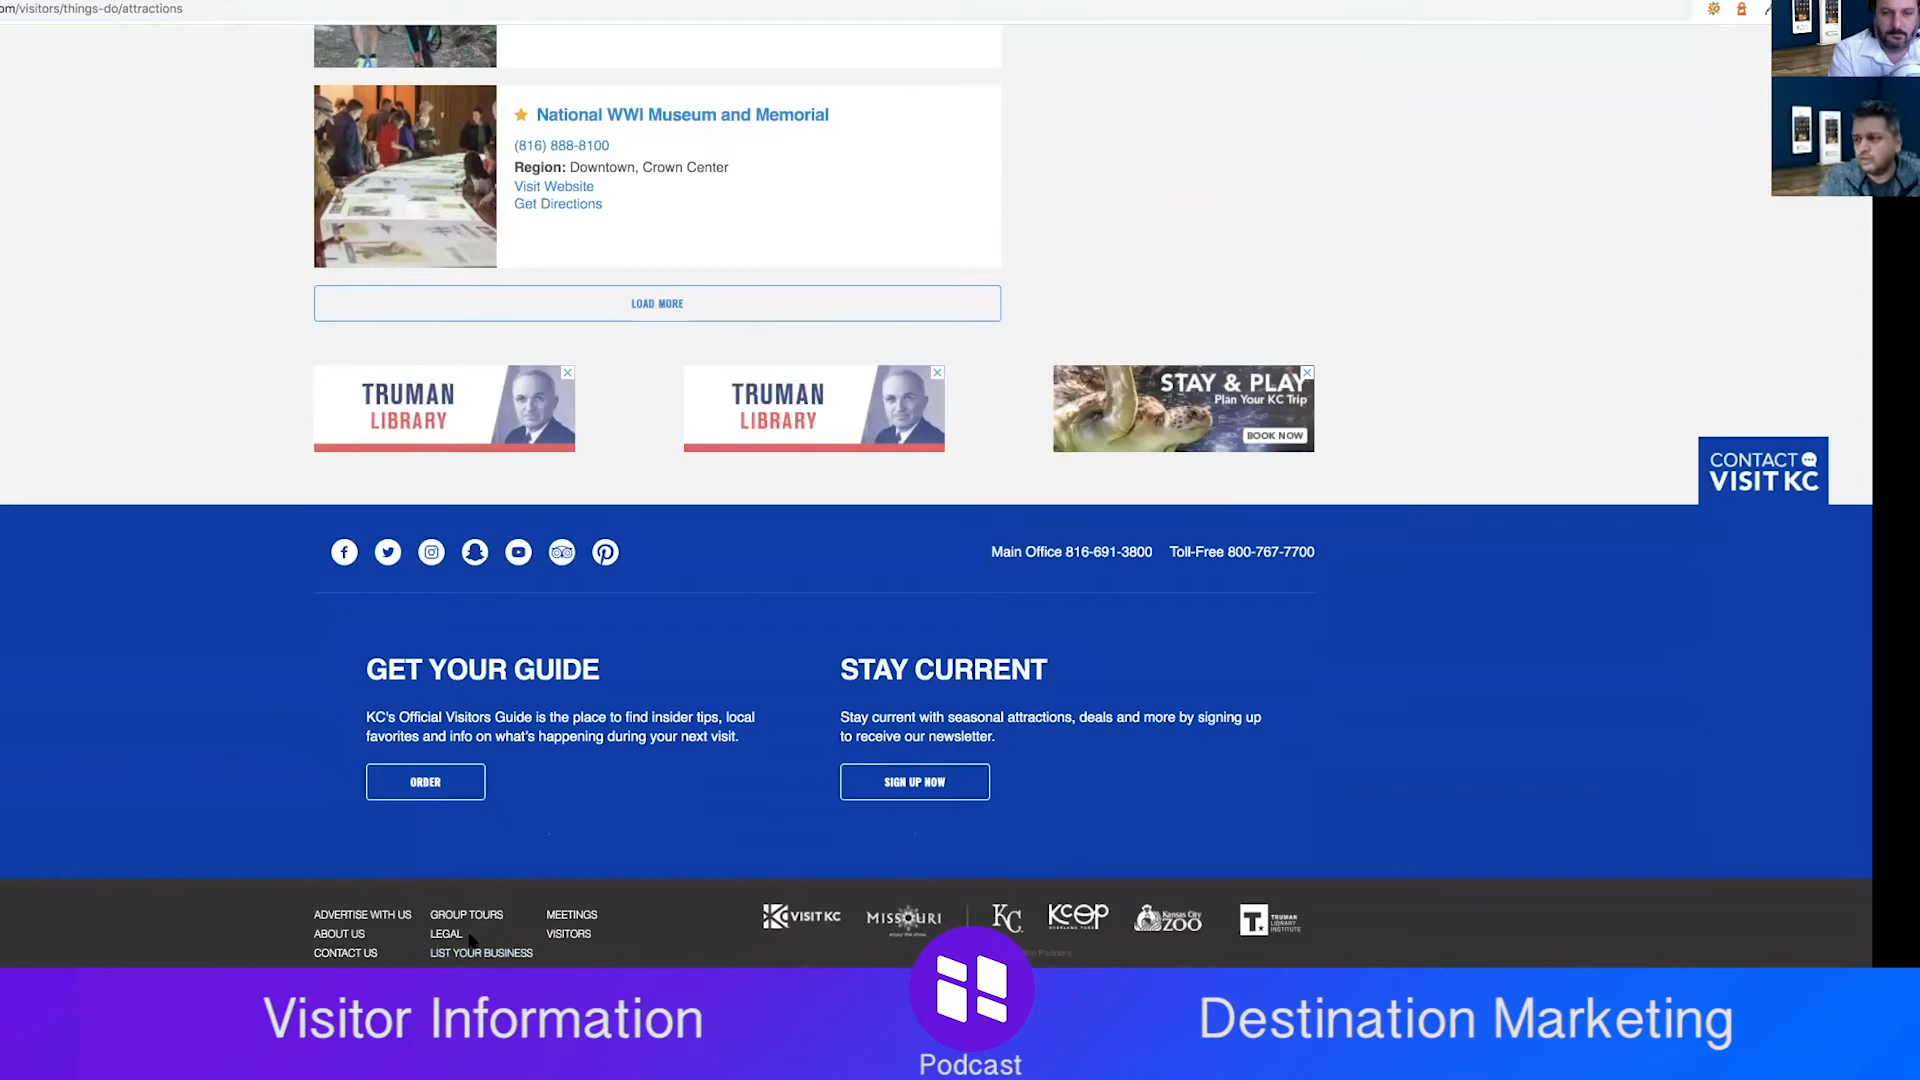 om/visitors/things-do/attractions
National WWI Museum and Memorial
(816) 888-8100
Region: Downtown, Crown Center
Visit Website
Get Directions
LOAD MORE
TRUMAN
LIBRARY
TRUMAN
LIBRARY
STAY & PLAY
Plan Your KC Trip
BOOK NOW
CONTACT
VISIT KC
Main Office 816-691-3800 Toll-Free 800-767-7700
GET YOUR GUIDE
KC's Official Visitors Guide is the place to find insider tips, local
favorites and info on what's happening during your next visit.
ORDER
STAY CURRENT
Stay current with seasonal attractions, deals and more by signing up
to receive our newsletter.
SIGN UP NOW
ADVERTISE WITH US
ABOUT US
CONTACT US
GROUP TOURS
LEGAL
LIST YOUR BUSINESS
MEETINGS
VISITORS
KC VISIT KC
MISSOURI
KC
KCOP
OVERLAND PARK
Kansas City
ZOO
T
TRUMAN
LIBRARY
INSTITUTE
Partners
Visitor Information
Podcast
Destination Marketing